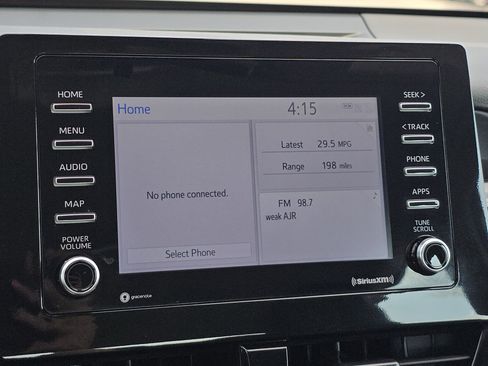 HOME
MENU
AUDIO
MAP
POWER
VOLUME
Home
4:15
No phone connected.
Select Phone
Latest 29.5 MPG
Range 198 miles
FM 98.7
weak AJR
SEEK >
< TRACK
PHONE
APPS
TUNE
SCROLL
gracenote
SiriusXM